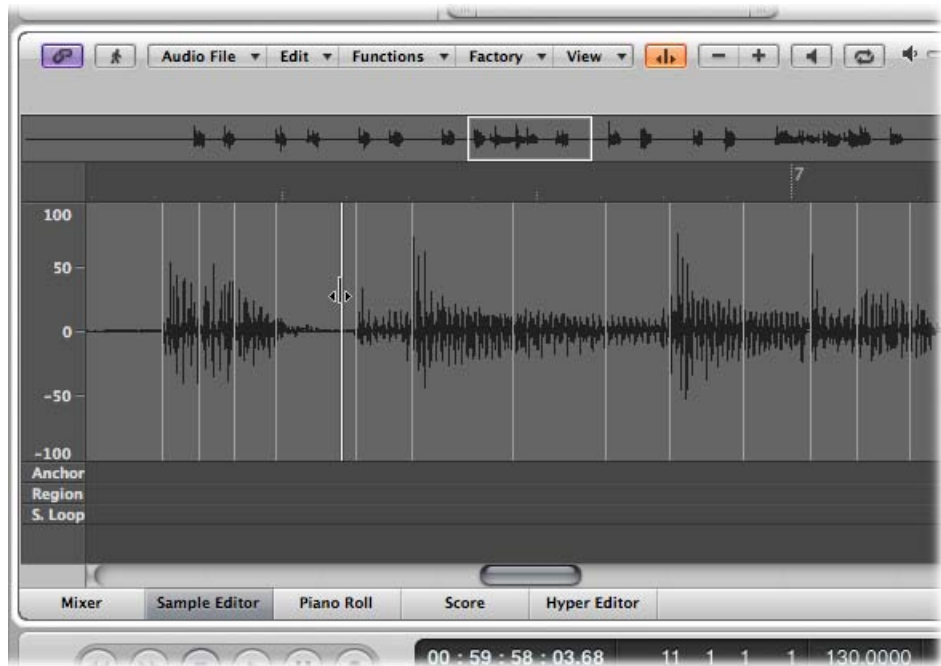 Audio File Edit Functions Factory View
7
100
50
0
-50
-100
Anchor
Region
S. Loop
Mixer Sample Editor Piano Roll Score Hyper Editor
00 : 59 : 58 : 03.68 11 1 1 1 130.0000